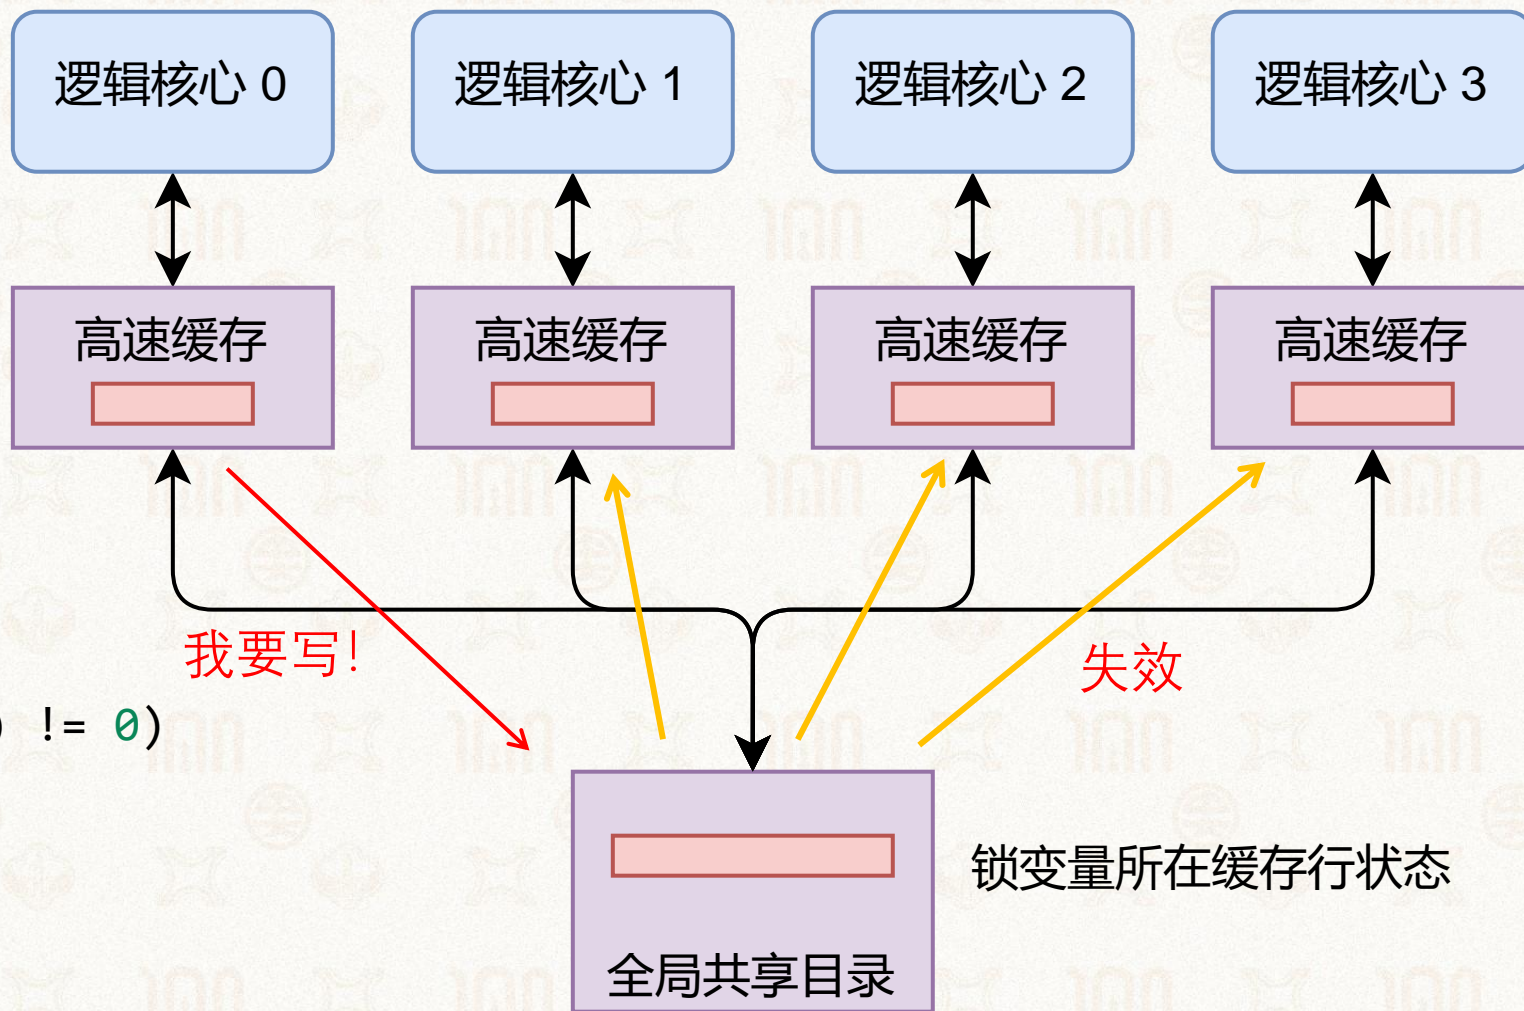 逻辑核心 0
逻辑核心 1
逻辑核心 2
逻辑核心 3
高速缓存
高速缓存
高速缓存
高速缓存
我要写！
失效
) != 0)
锁变量所在缓存行状态
全局共享目录